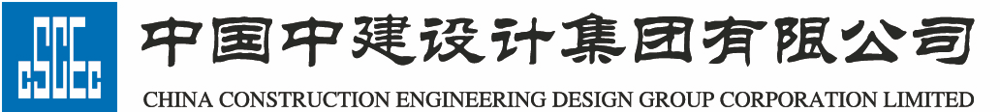 CSCEC
中国中建设计集团有限公司
CHINA CONSTRUCTION ENGINEERING DESIGN GROUP CORPORATION LIMITED